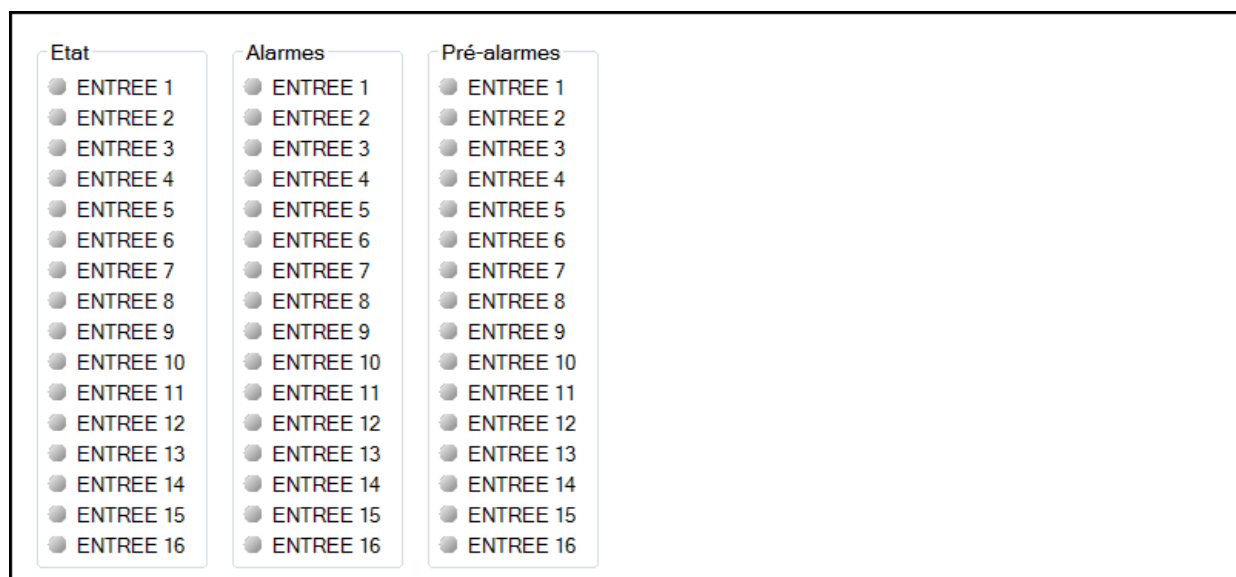 Etat
ENTREE 1
ENTREE 2
ENTREE 3
ENTREE 4
ENTREE 5
ENTREE 6
ENTREE 7
ENTREE 8
ENTREE 9
ENTREE 10
ENTREE 11
ENTREE 12
ENTREE 13
ENTREE 14
ENTREE 15
ENTREE 16
Alarmes
ENTREE 1
ENTREE 2
ENTREE 3
ENTREE 4
ENTREE 5
ENTREE 6
ENTREE 7
ENTREE 8
ENTREE 9
ENTREE 10
ENTREE 11
ENTREE 12
ENTREE 13
ENTREE 14
ENTREE 15
ENTREE 16
Pré-alarmes
ENTREE 1
ENTREE 2
ENTREE 3
ENTREE 4
ENTREE 5
ENTREE 6
ENTREE 7
ENTREE 8
ENTREE 9
ENTREE 10
ENTREE 11
ENTREE 12
ENTREE 13
ENTREE 14
ENTREE 15
ENTREE 16